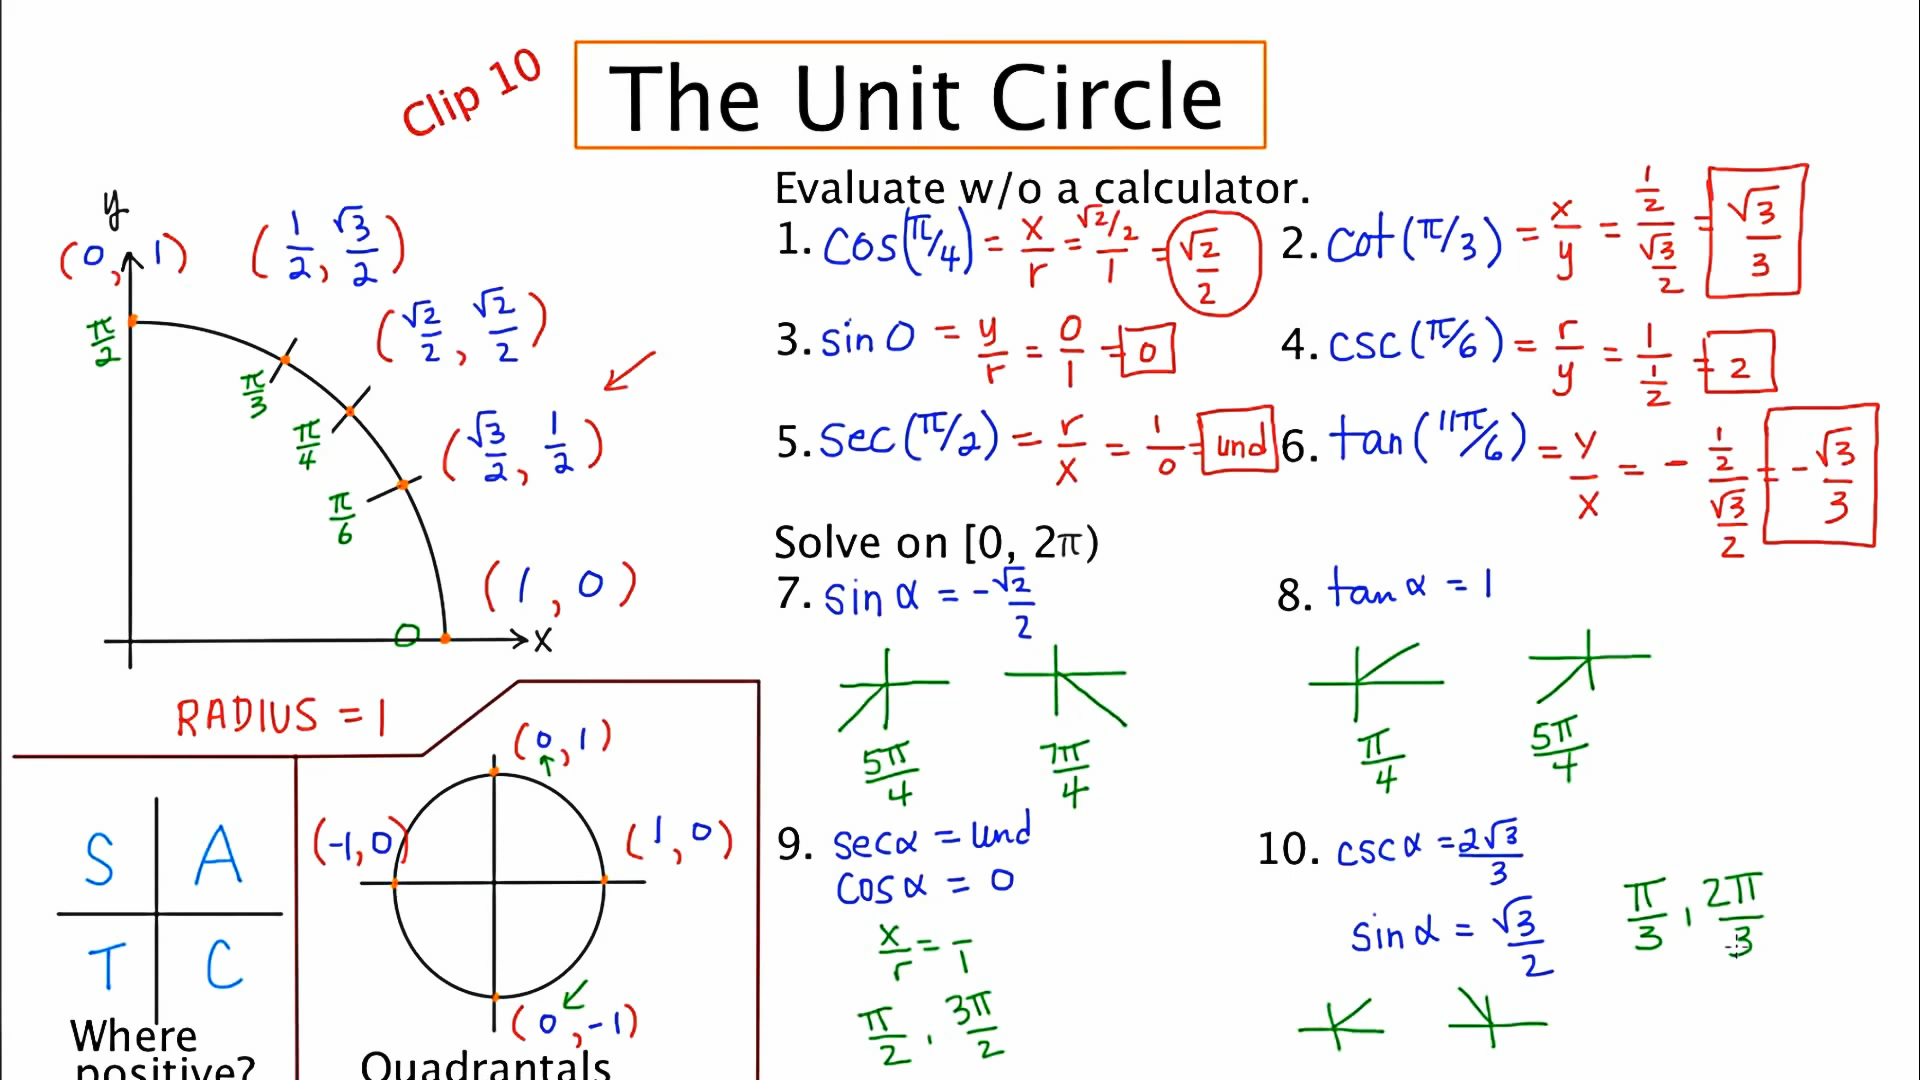 Clip 10
The Unit Circle
y
(0, 1)
(1/2, √3/2)
(√2/2, √2/2)
(√3/2, 1/2)
(1, 0)
π/2
π/3
π/4
π/6
0
x
RADIUS = 1
S A
T C
Where
positive?
(0, 1)
(-1, 0)
(1, 0)
(0, -1)
Quadrantals
Evaluate w/o a calculator.
1. cos(π/4) = x/r = √2/2/1 = √2/2
2. cot(π/3) = x/y = 1/2/√3/2 = √3/3
3. sin 0 = y/r = 0/1 = 0
4. csc(π/6) = r/y = 1/1/2 = 2
5. sec(π/2) = r/x = 1/0 = und
6. tan(11π/6) = y/x = - 1/2/√3/2 = -√3/3
Solve on [0, 2π)
7. sin α = -√2/2
5π/4 7π/4
8. tan α = 1
π/4 5π/4
9. sec α = und
cos α = 0
x/r = /1
π/2, 3π/2
10. csc α = 2√3/3
sin α = √3/2
π/3, 2π/3